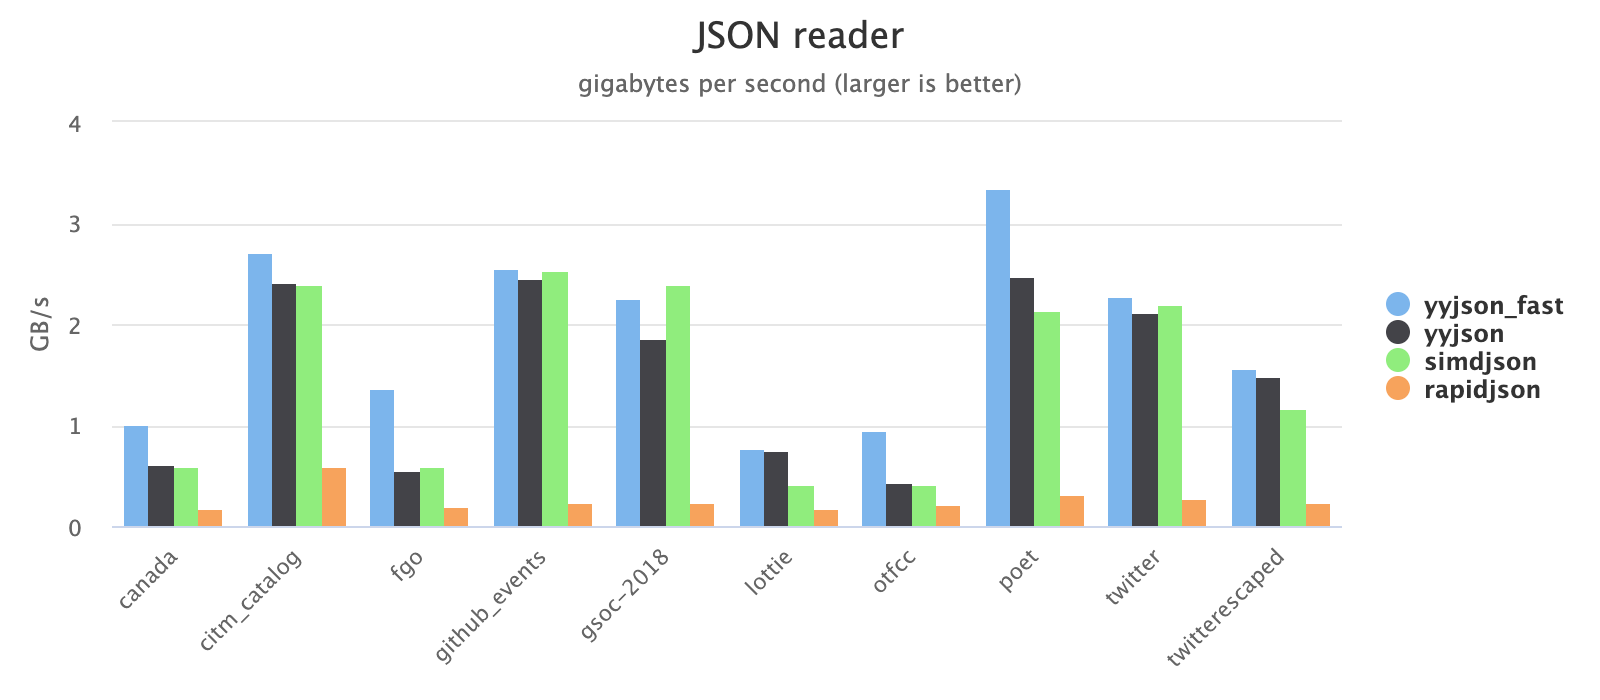 JSON reader
gigabytes per second (larger is better)
4
3
2
1
0
GB/s
canada
citm_catalog
fgo
github_events
gsoc-2018
lottie
otfcc
poet
twitter
twitterescaped
yyjson_fast
yyjson
simdjson
rapidjson